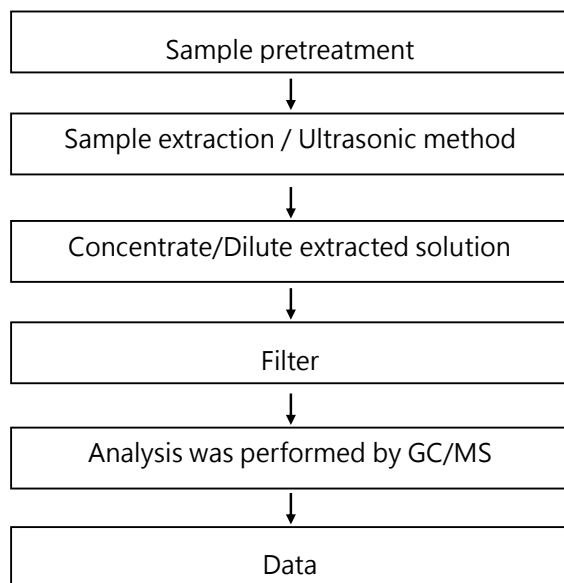 Sample pretreatment
Sample extraction / Ultrasonic method
Concentrate/Dilute extracted solution
Filter
Analysis was performed by GC/MS
Data